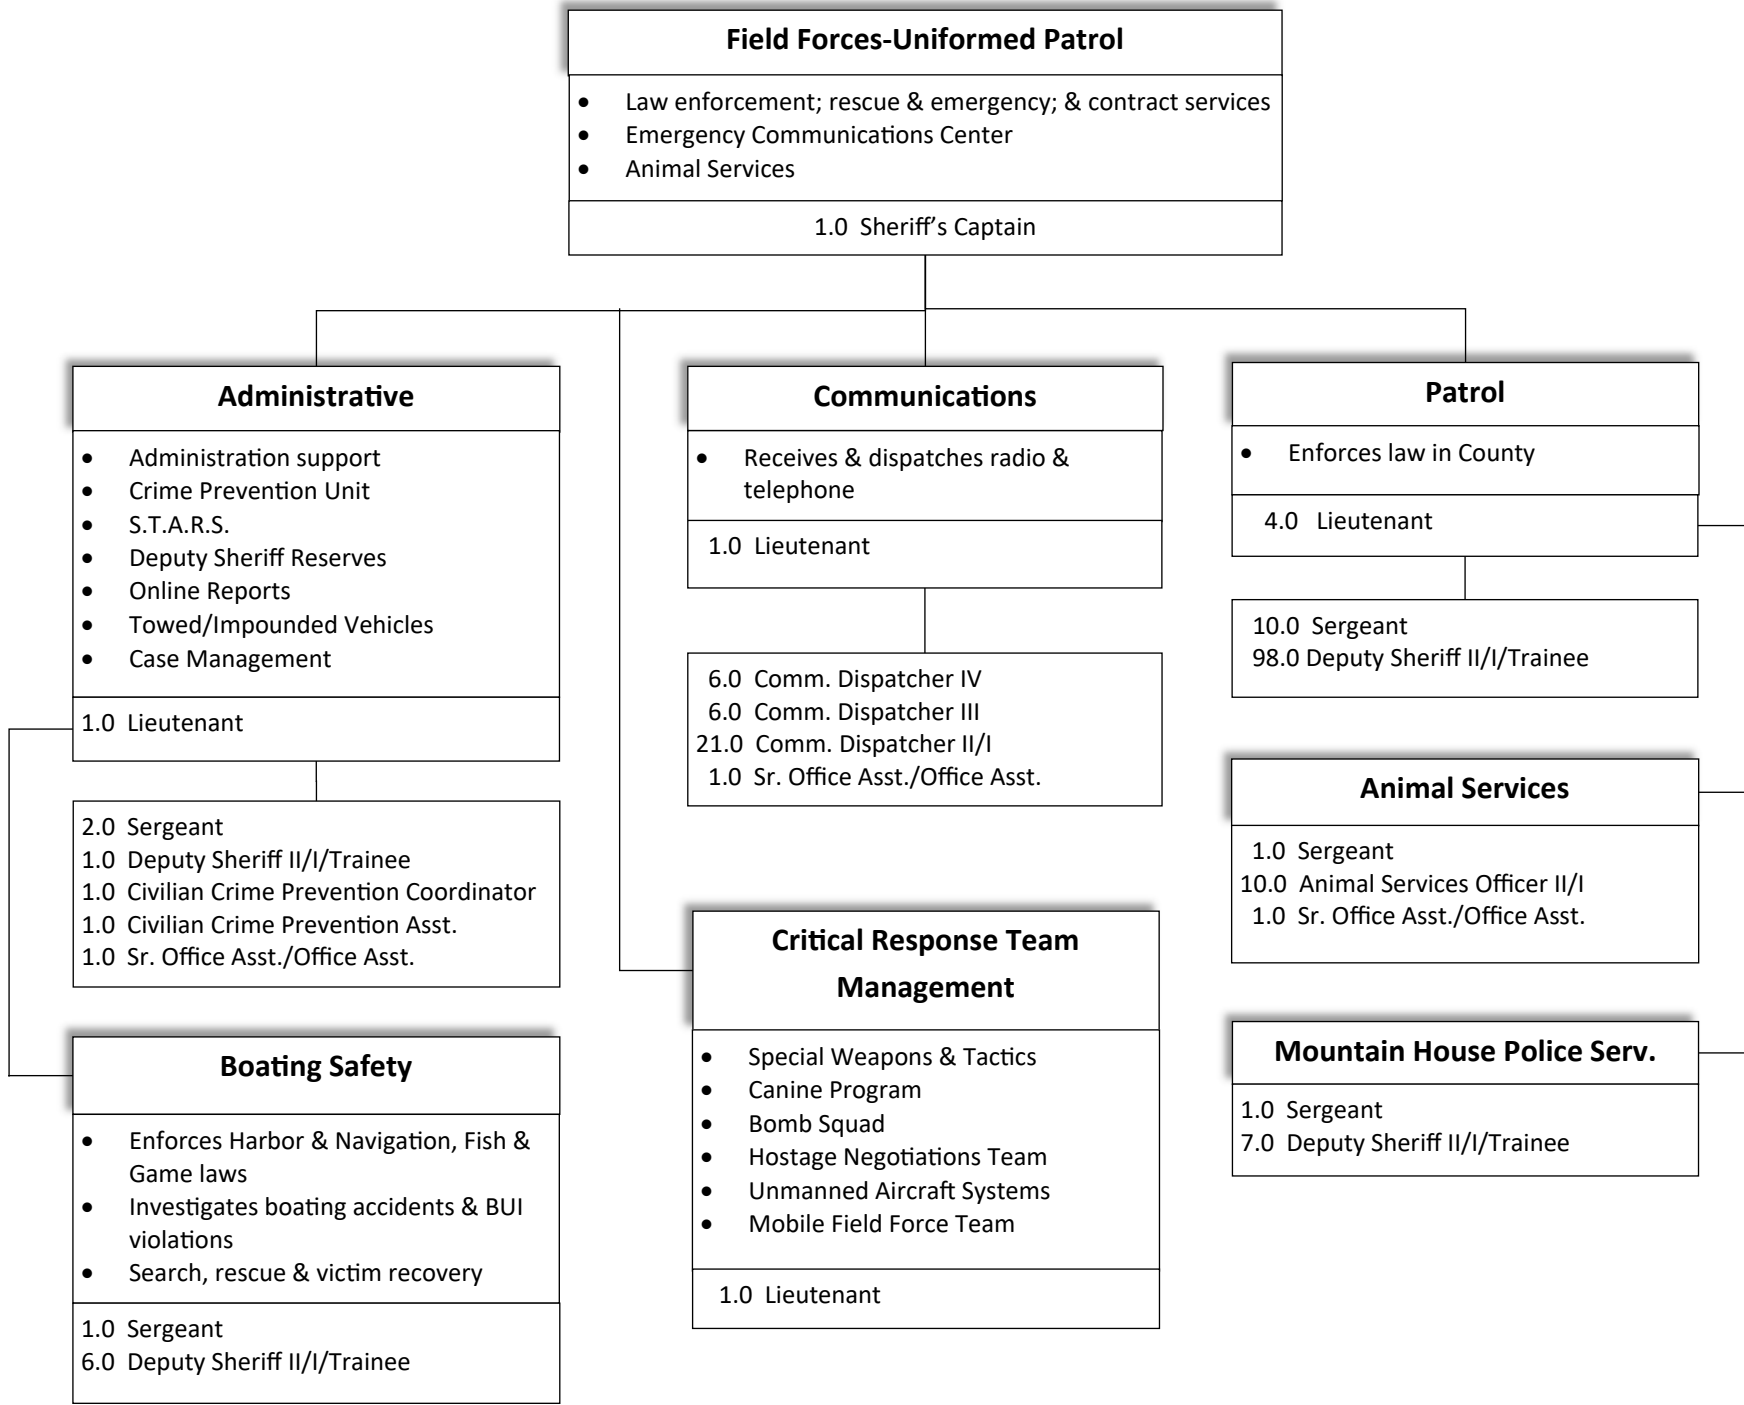 Field Forces-Uniformed Patrol
• Law enforcement; rescue & emergency; & contract services
• Emergency Communications Center
• Animal Services
1.0 Sheriff’s Captain
Administrative
• Administration support
• Crime Prevention Unit
• S.T.A.R.S.
• Deputy Sheriff Reserves
• Online Reports
• Towed/Impounded Vehicles
• Case Management
1.0 Lieutenant
2.0 Sergeant
1.0 Deputy Sheriff II/I/Trainee
1.0 Civilian Crime Prevention Coordinator
1.0 Civilian Crime Prevention Asst.
1.0 Sr. Office Asst./Office Asst.
Boating Safety
• Enforces Harbor & Navigation, Fish &
Game laws
• Investigates boating accidents & BUI
violations
• Search, rescue & victim recovery
1.0 Sergeant
6.0 Deputy Sheriff II/I/Trainee
Communications
• Receives & dispatches radio &
telephone
1.0 Lieutenant
6.0 Comm. Dispatcher IV
6.0 Comm. Dispatcher III
21.0 Comm. Dispatcher II/I
1.0 Sr. Office Asst./Office Asst.
Critical Response Team
Management
• Special Weapons & Tactics
• Canine Program
• Bomb Squad
• Hostage Negotiations Team
• Unmanned Aircraft Systems
• Mobile Field Force Team
1.0 Lieutenant
Patrol
• Enforces law in County
4.0 Lieutenant
10.0 Sergeant
98.0 Deputy Sheriff II/I/Trainee
Animal Services
1.0 Sergeant
10.0 Animal Services Officer II/I
1.0 Sr. Office Asst./Office Asst.
Mountain House Police Serv.
1.0 Sergeant
7.0 Deputy Sheriff II/I/Trainee